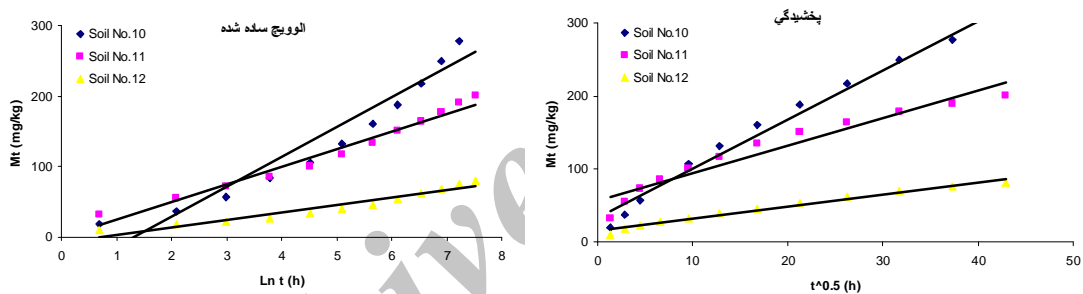 الوويچ ساده شده
300
200
100
0
Mt (mg/kg)
Soil No.10
Soil No.11
Soil No.12
0 1 2 3 4 5 6 7 8
Ln t (h)
پخشيدگي
300
200
100
0
Mt (mg/kg)
Soil No.10
Soil No.11
Soil No.12
0 10 20 30 40 50
t^0.5 (h)
ive